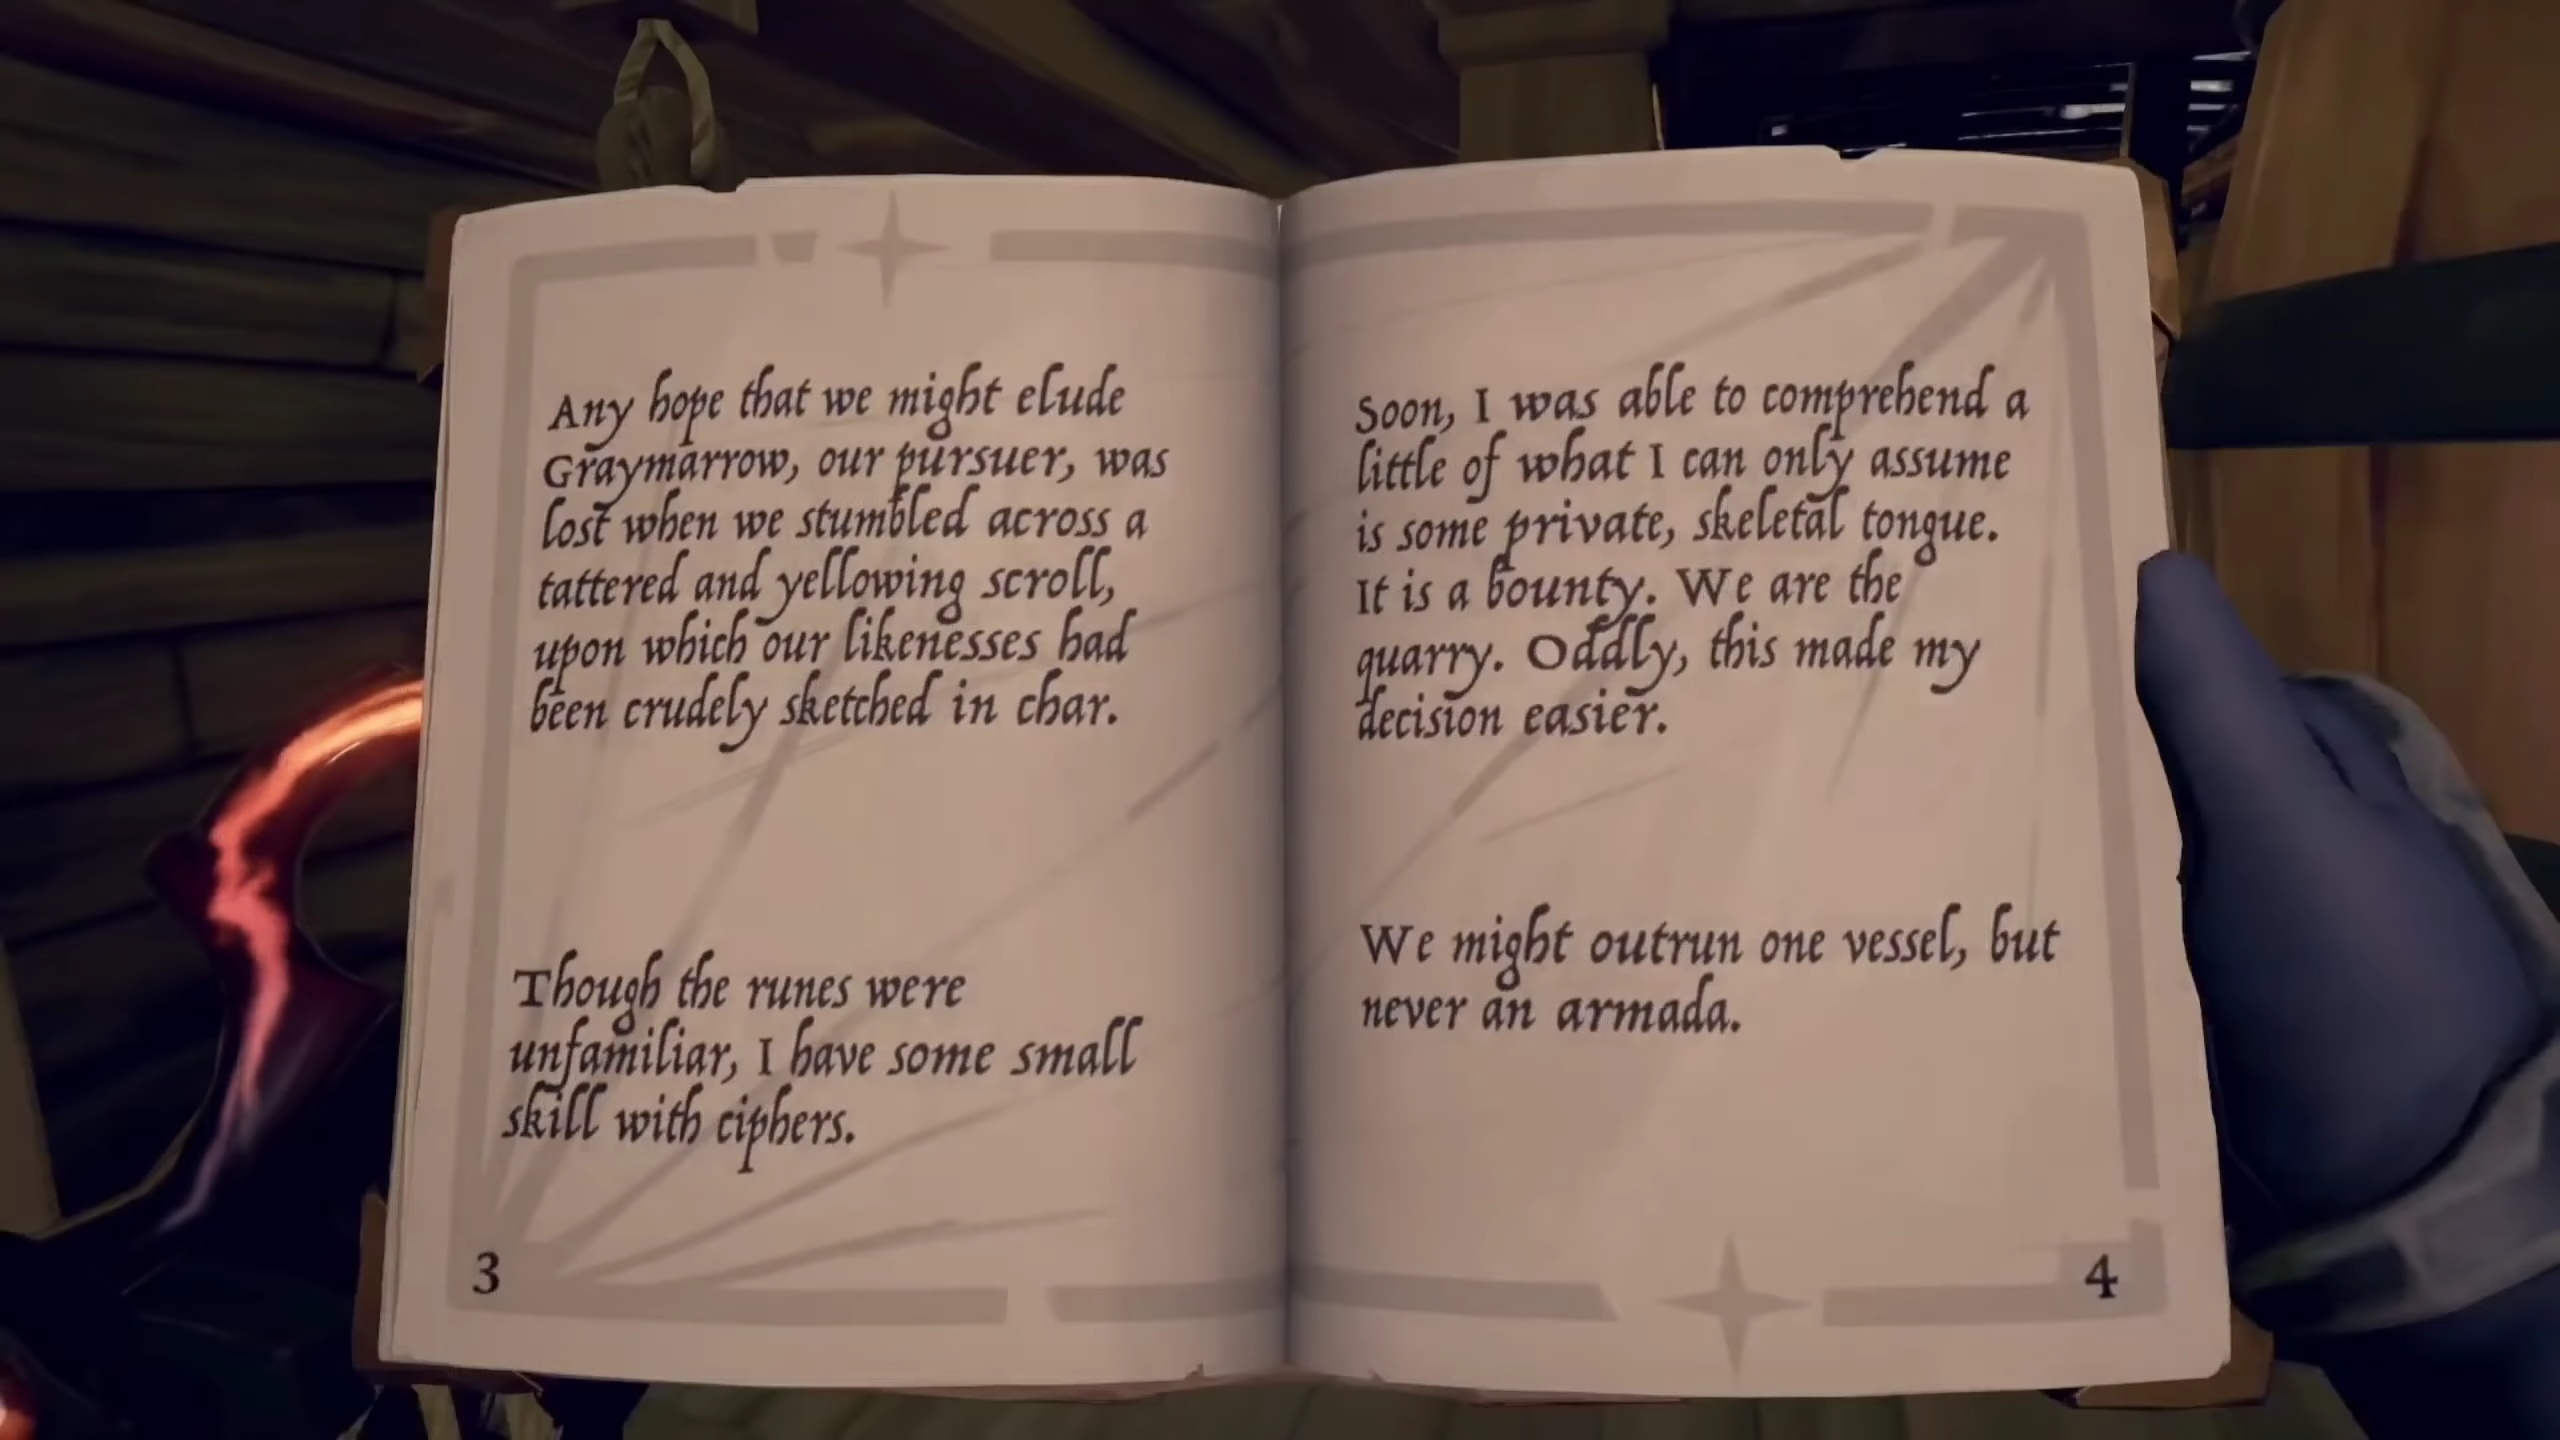 Any hope that we might elude
Graymarrow, our pursuer, was
lost when we stumbled across a
tattered and yellowing scroll,
upon which our likenesses had
been crudely sketched in char.
Though the runes were
unfamiliar, I have some small
skill with ciphers.
3
Soon, I was able to comprehend a
little of what I can only assume
is some private, skeletal tongue.
It is a bounty. We are the
quarry. Oddly, this made my
decision easier.
We might outrun one vessel, but
never an armada.
4